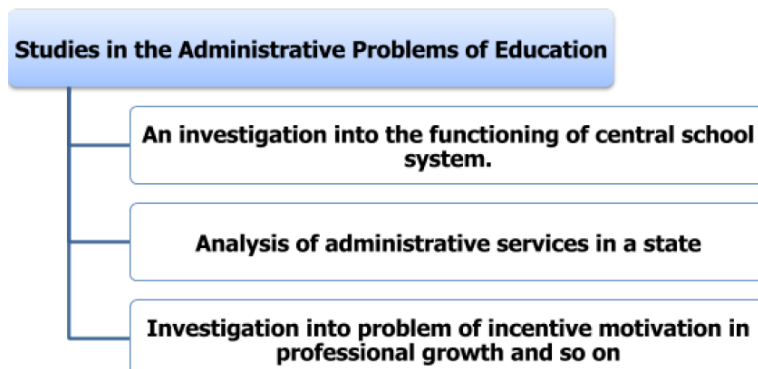 Studies in the Administrative Problems of Education
An investigation into the functioning of central school
system.
Analysis of administrative services in a state
Investigation into problem of incentive motivation in
professional growth and so on